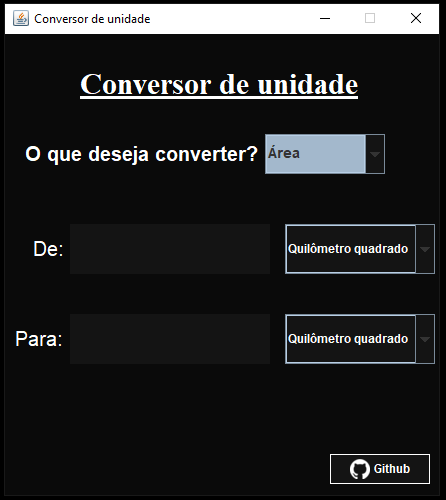 Conversor de unidade
Conversor de unidade
O que deseja converter? Área
De: Quilômetro quadrado
Para: Quilômetro quadrado
Github